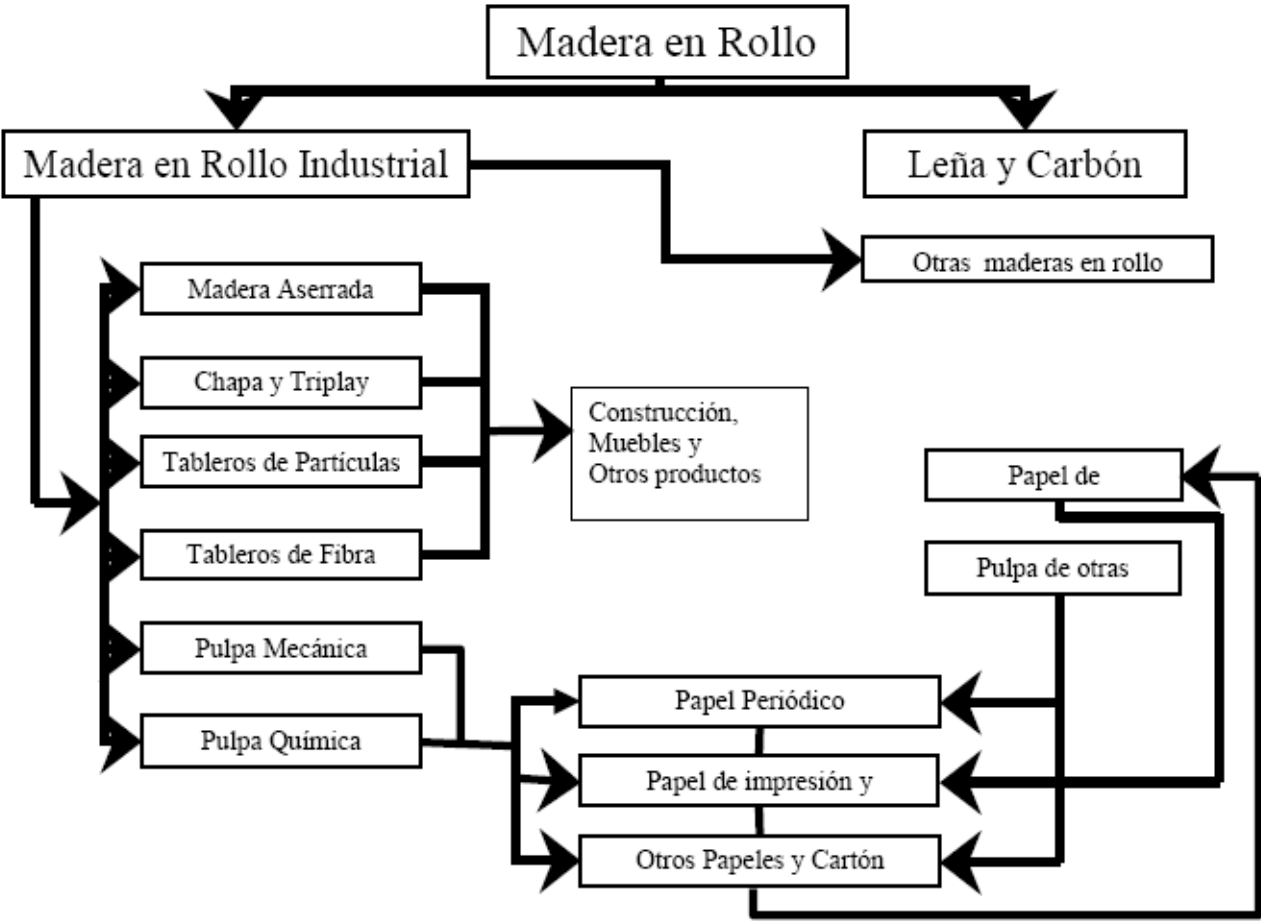 Madera en Rollo
Madera en Rollo Industrial
Leña y Carbón
Otras maderas en rollo
Madera Aserrada
Chapa y Triplay
Tableros de Partículas
Tableros de Fibra
Pulpa Mecánica
Pulpa Química
Construcción,
Muebles y
Otros productos
Papel de
Pulpa de otras
Papel Periódico
Papel de impresión y
Otros Papeles y Cartón